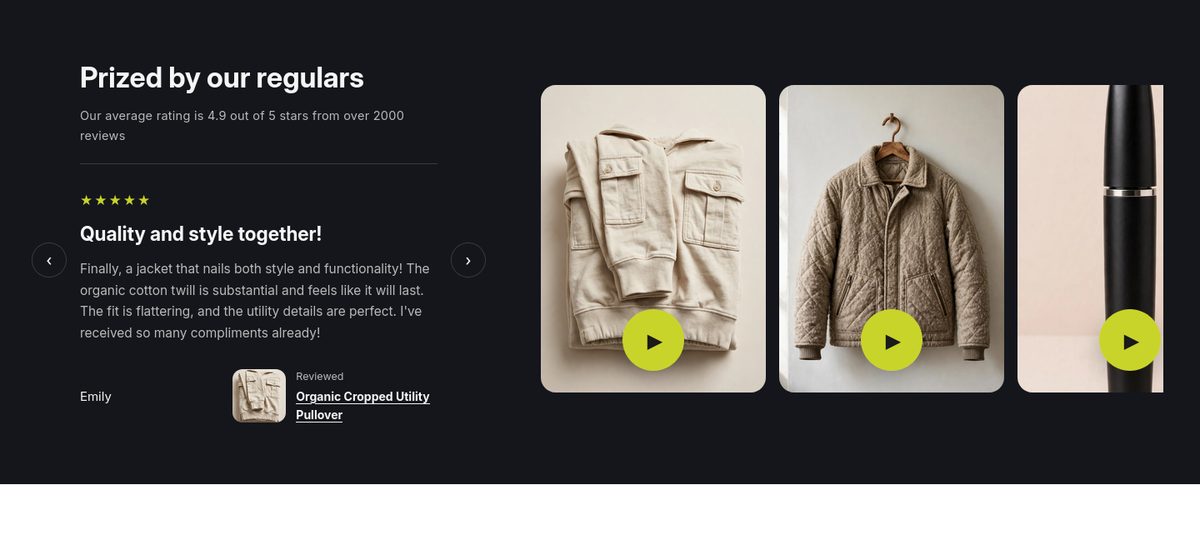 Prized by our regulars
Our average rating is 4.9 out of 5 stars from over 2000
reviews
★★★★★
Quality and style together!
Finally, a jacket that nails both style and functionality! The
organic cotton twill is substantial and feels like it will last.
The fit is flattering, and the utility details are perfect. I've
received so many compliments already!
Emily
Reviewed
Organic Cropped Utility
Pullover